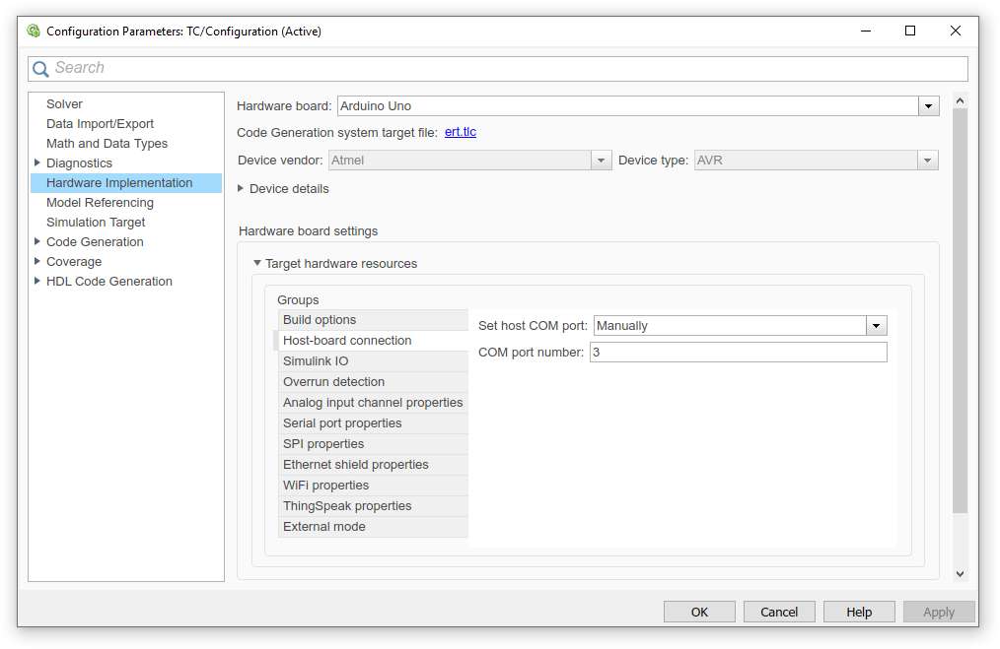 Configuration Parameters: TC/Configuration (Active)
Search
Solver
Data Import/Export
Math and Data Types
Diagnostics
Hardware Implementation
Model Referencing
Simulation Target
Code Generation
Coverage
HDL Code Generation
Hardware board: Arduino Uno
Code Generation system target file: ert.tlc
Device vendor: Atmel Device type: AVR
Device details
Hardware board settings
Target hardware resources
Groups
Build options
Host-board connection
Simulink IO
Overrun detection
Analog input channel properties
Serial port properties
SPI properties
Ethernet shield properties
WiFi properties
ThingSpeak properties
External mode
Set host COM port: Manually
COM port number: 3
OK Cancel Help Apply